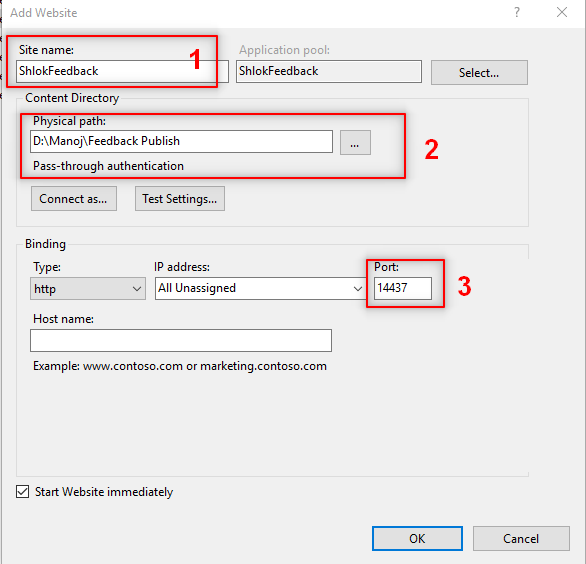 Add Website ?
Site name: Application pool:
ShlokFeedback 1 ShlokFeedback Select...
Content Directory
Physical path:
D:\Manoj\Feedback Publish ... 2
Pass-through authentication
Connect as... Test Settings...
Binding
Type: IP address: Port:
http All Unassigned 14437 3
Host name:
Example: www.contoso.com or marketing.contoso.com
Start Website immediately
OK Cancel